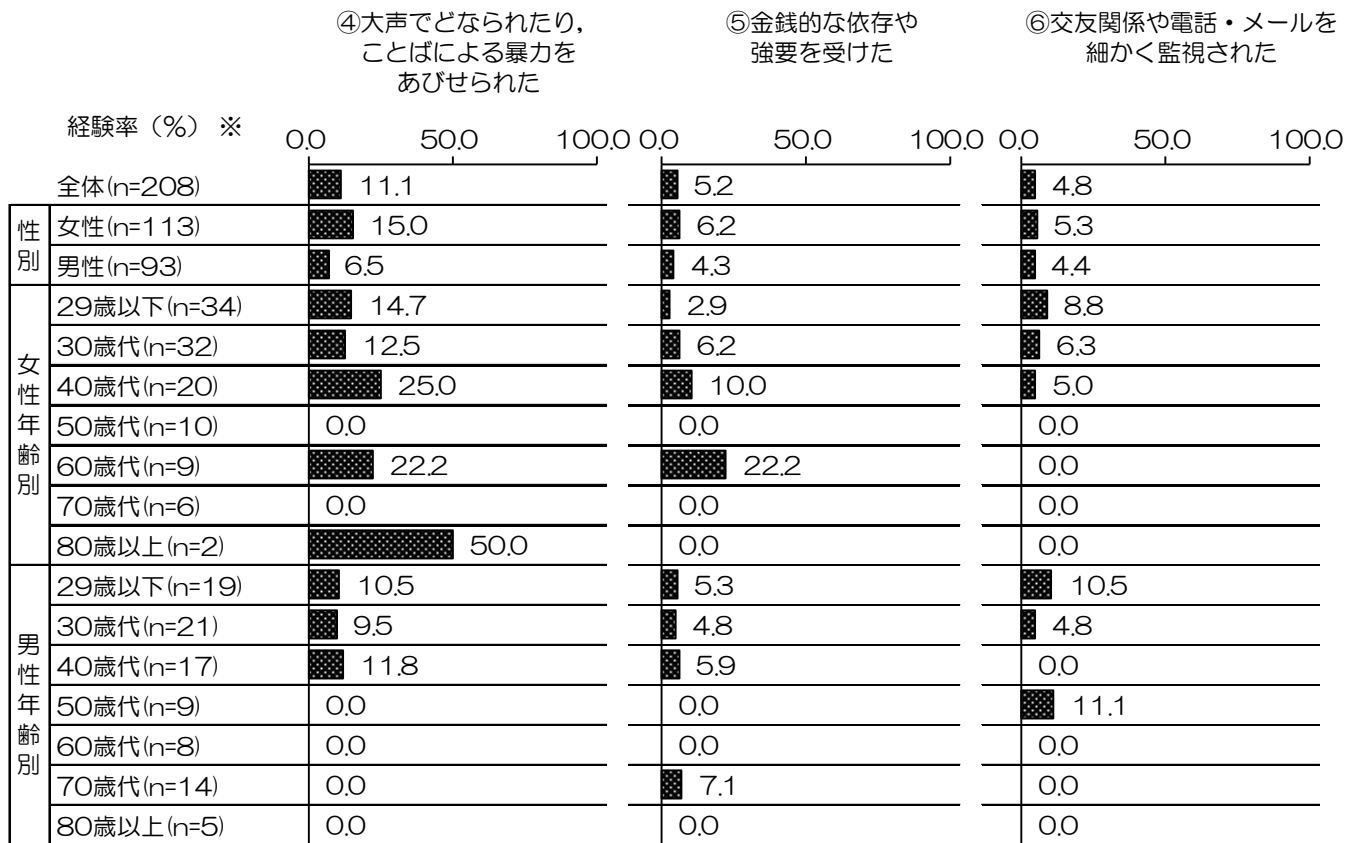 ④大声でどなられたり,
ことばによる暴力を
あびせられた
⑤金銭的な依存や
強要を受けた
⑥交友関係や電話・メールを
細かく監視された
経験率（%）※
0.0 50.0 100.0 0.0 50.0 100.0 0.0 50.0 100.0
全体(n=208) 11.1 5.2 4.8
性別
女性(n=113) 15.0 6.2 5.3
男性(n=93) 6.5 4.3 4.4
女性年齢別
29歳以下(n=34) 14.7 2.9 8.8
30歳代(n=32) 12.5 6.2 6.3
40歳代(n=20) 25.0 10.0 5.0
50歳代(n=10) 0.0 0.0 0.0
60歳代(n=9) 22.2 22.2 0.0
70歳代(n=6) 0.0 0.0 0.0
80歳以上(n=2) 50.0 0.0 0.0
男性年齢別
29歳以下(n=19) 10.5 5.3 10.5
30歳代(n=21) 9.5 4.8 4.8
40歳代(n=17) 11.8 5.9 0.0
50歳代(n=9) 0.0 0.0 11.1
60歳代(n=8) 0.0 0.0 0.0
70歳代(n=14) 0.0 7.1 0.0
80歳以上(n=5) 0.0 0.0 0.0